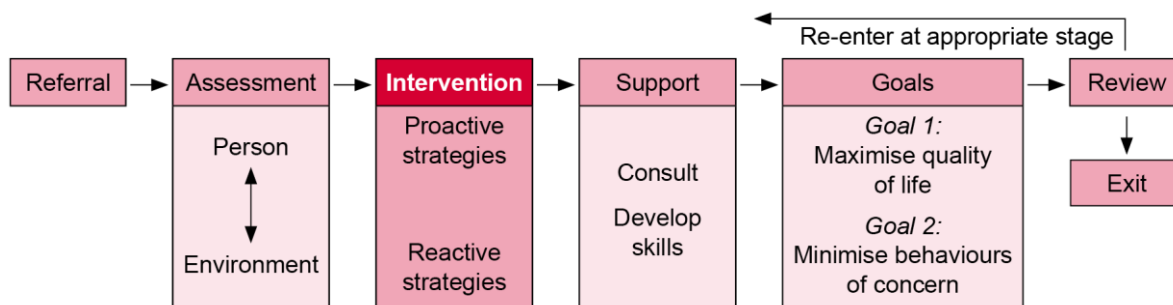 Re-enter at appropriate stage
Referral
Assessment
Intervention
Support
Goals
Review
Person
Environment
Proactive
strategies
Reactive
strategies
Consult
Develop
skills
Goal 1:
Maximise quality
of life
Goal 2:
Minimise behaviours
of concern
Exit